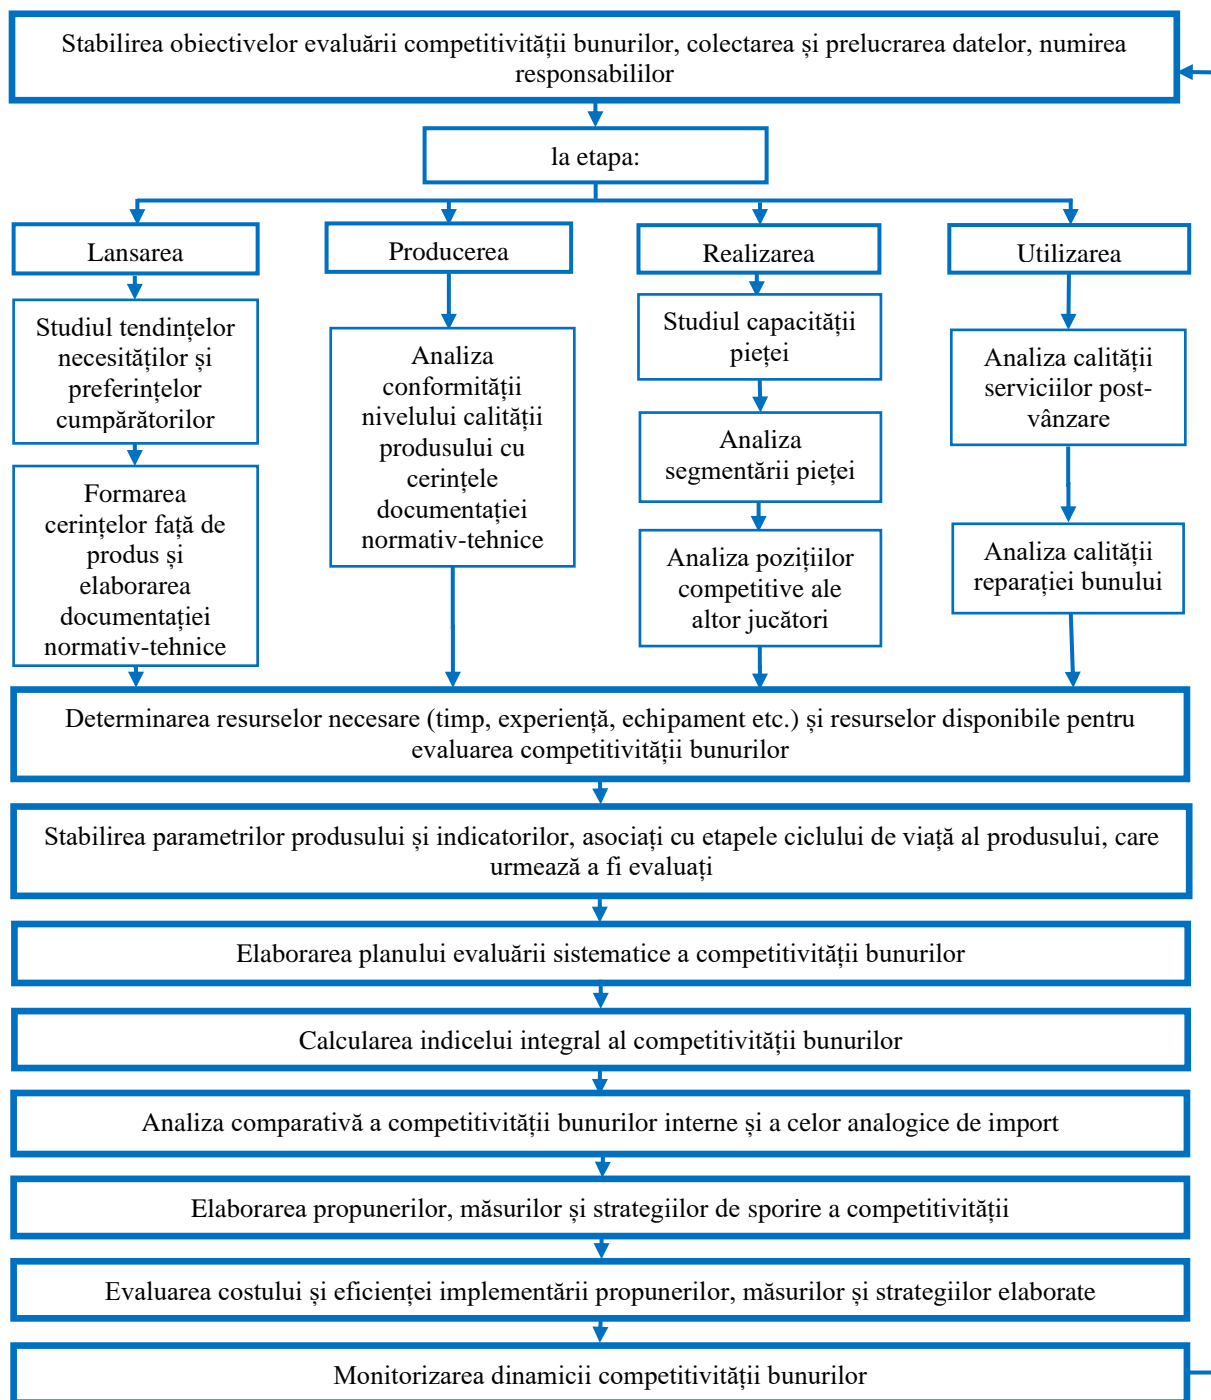 Stabilirea obiectivelor evaluării competitivității bunurilor, colectarea și prelucrarea datelor, numirea
responsabililor
la etapa:
Lansarea
Producerea
Realizarea
Utilizarea
Studiul tendințelor
necesităților și
preferințelor
cumpărătorilor
Formarea
cerințelor față de
produs și
elaborarea
documentației
normativ-tehnice
Analiza
conformității
nivelului calității
produsului cu
cerințele
documentației
normativ-tehnice
Studiul capacității
pieței
Analiza
segmentării pieței
Analiza pozițiilor
competitive ale
altor jucători
Analiza calității
serviciilor post-
vânzare
Analiza calității
reparației bunului
Determinarea resurselor necesare (timp, experiență, echipament etc.) și resurselor disponibile pentru
evaluarea competitivității bunurilor
Stabilirea parametrilor produsului și indicatorilor, asociați cu etapele ciclului de viață al produsului, care
urmează a fi evaluați
Elaborarea planului evaluării sistematice a competitivității bunurilor
Calcularea indicelui integral al competitivității bunurilor
Analiza comparativă a competitivității bunurilor interne și a celor analogice de import
Elaborarea propunerilor, măsurilor și strategiilor de sporire a competitivității
Evaluarea costului și eficienței implementării propunerilor, măsurilor și strategiilor elaborate
Monitorizarea dinamicii competitivității bunurilor